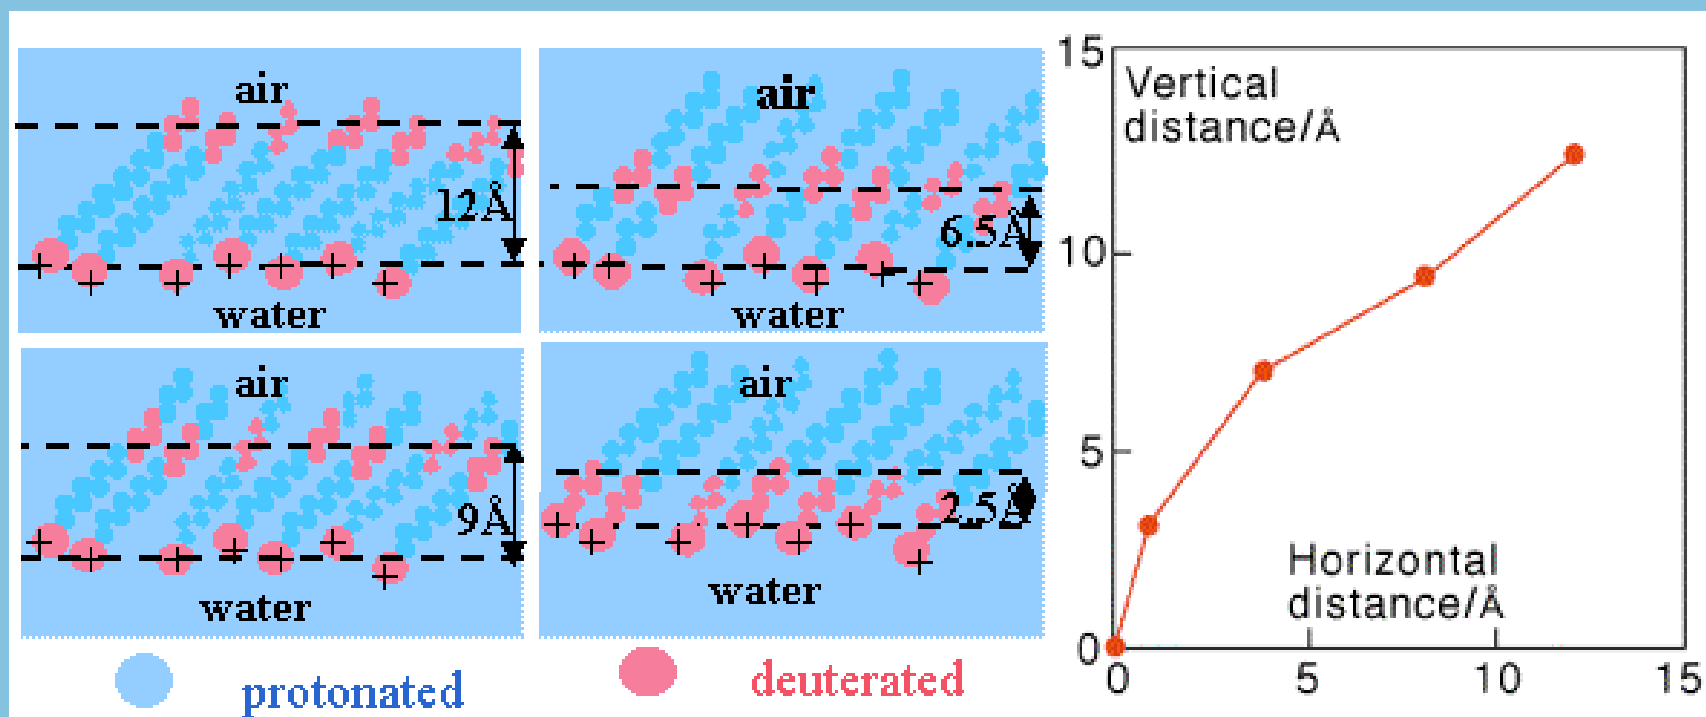 air
12Å
water
air
6.5Å
water
air
9Å
water
air
2.5Å
water
protonated
deuterated
15
Vertical
distance/Å
10
5
Horizontal
distance/Å
0
0
5
10
15